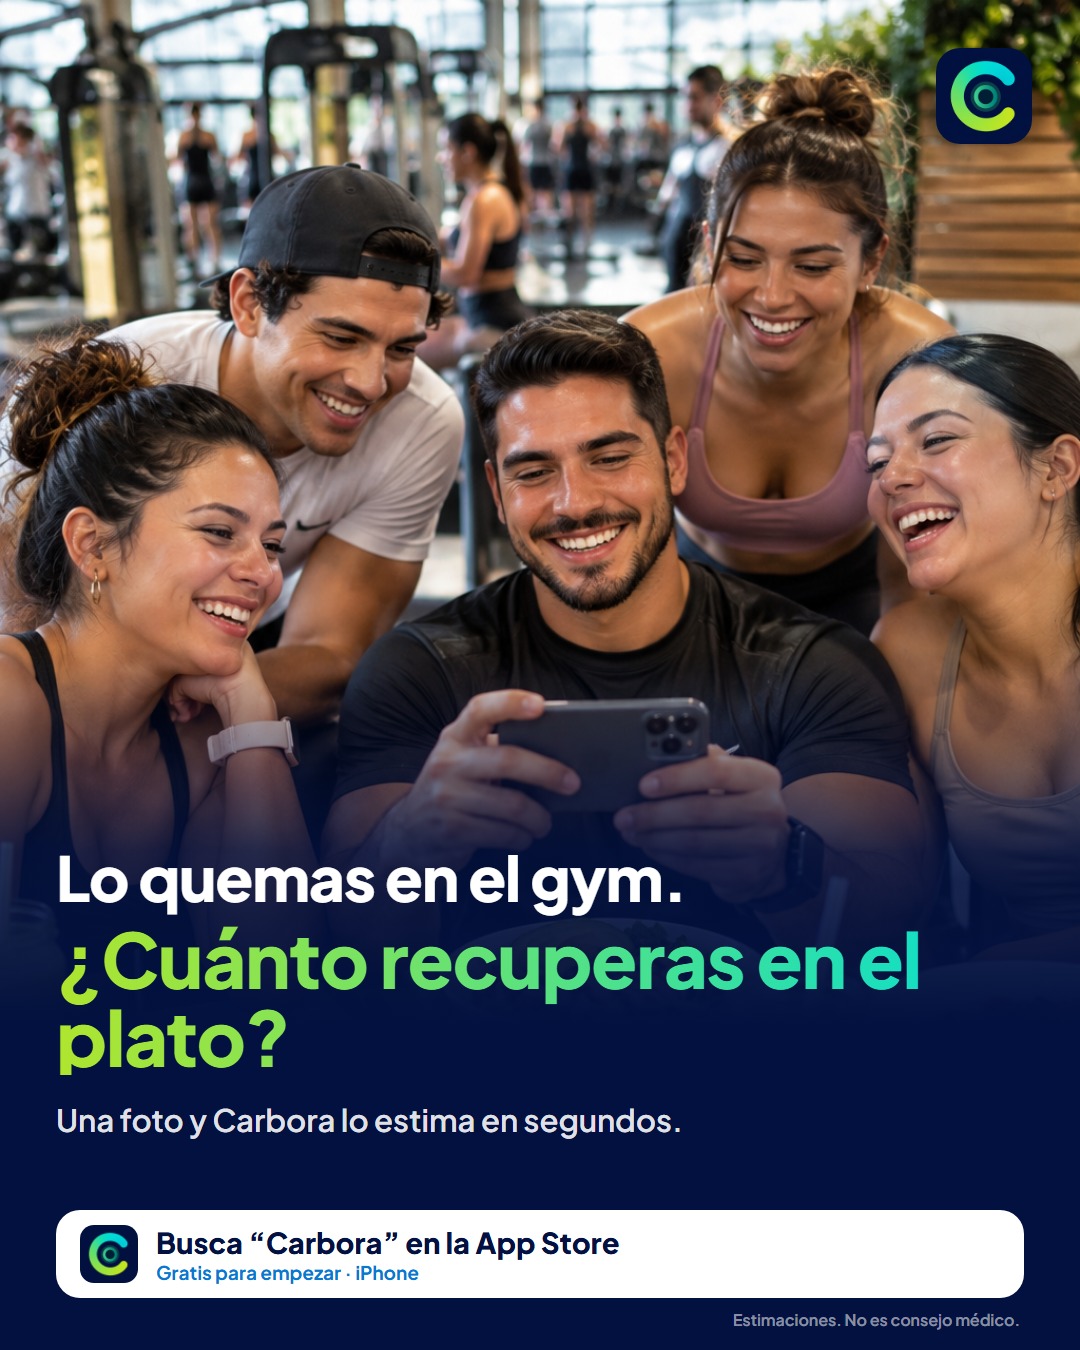 Lo quemas en el gym.
¿Cuánto recuperas en el
plato?
Una foto y Carbora lo estima en segundos.
Busca “Carbora” en la App Store
Gratis para empezar · iPhone
Estimaciones. No es consejo médico.